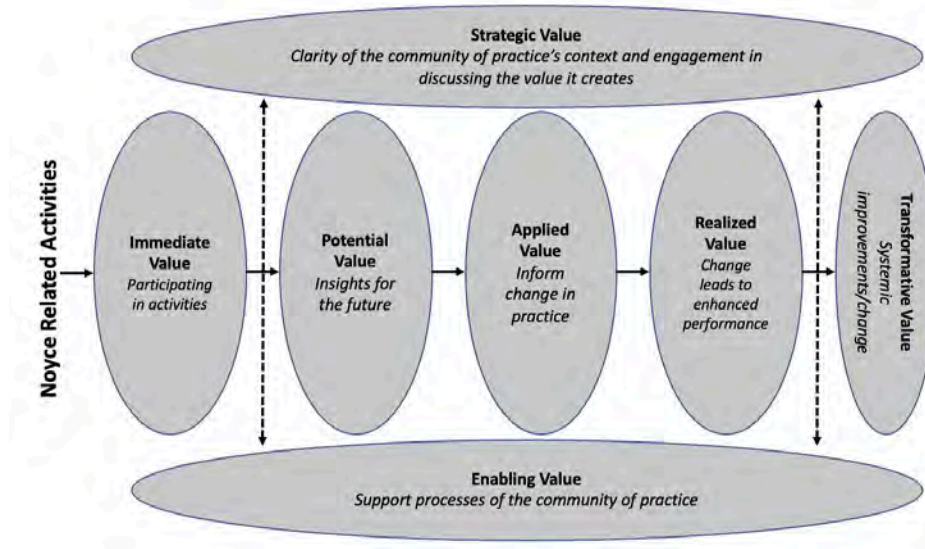 Strategic Value
Clarity of the community of practice's context and engagement in
discussing the value it creates
Noyce Related Activities
Immediate
Value
Participating
in activities
Potential
Value
Insights for
the future
Applied
Value
Inform
change in
practice
Realized
Value
Change
leads to
enhanced
performance
Transformative Value
Systemic
improvements/change
Enabling Value
Support processes of the community of practice